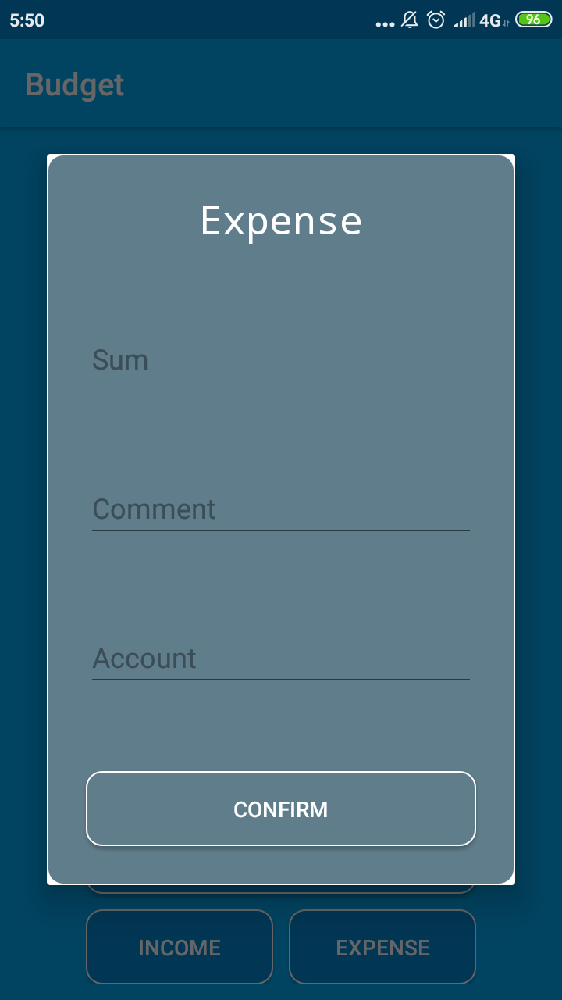 5:50 4G 96
Budget
Expense
Sum
Comment
Account
CONFIRM
INCOME EXPENSE